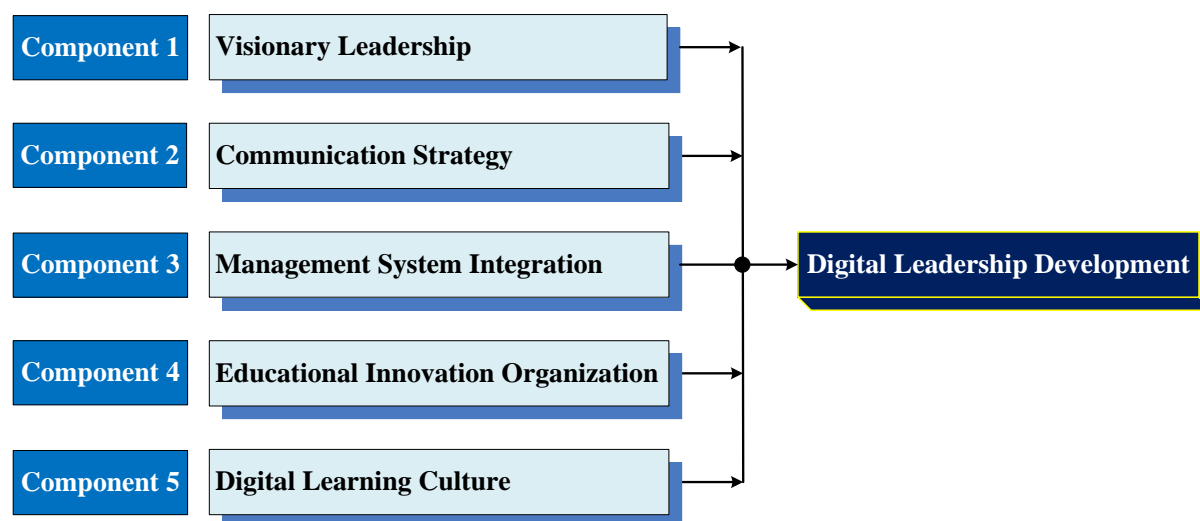 Component 1
Visionary Leadership
Component 2
Communication Strategy
Component 3
Management System Integration
Digital Leadership Development
Component 4
Educational Innovation Organization
Component 5
Digital Learning Culture